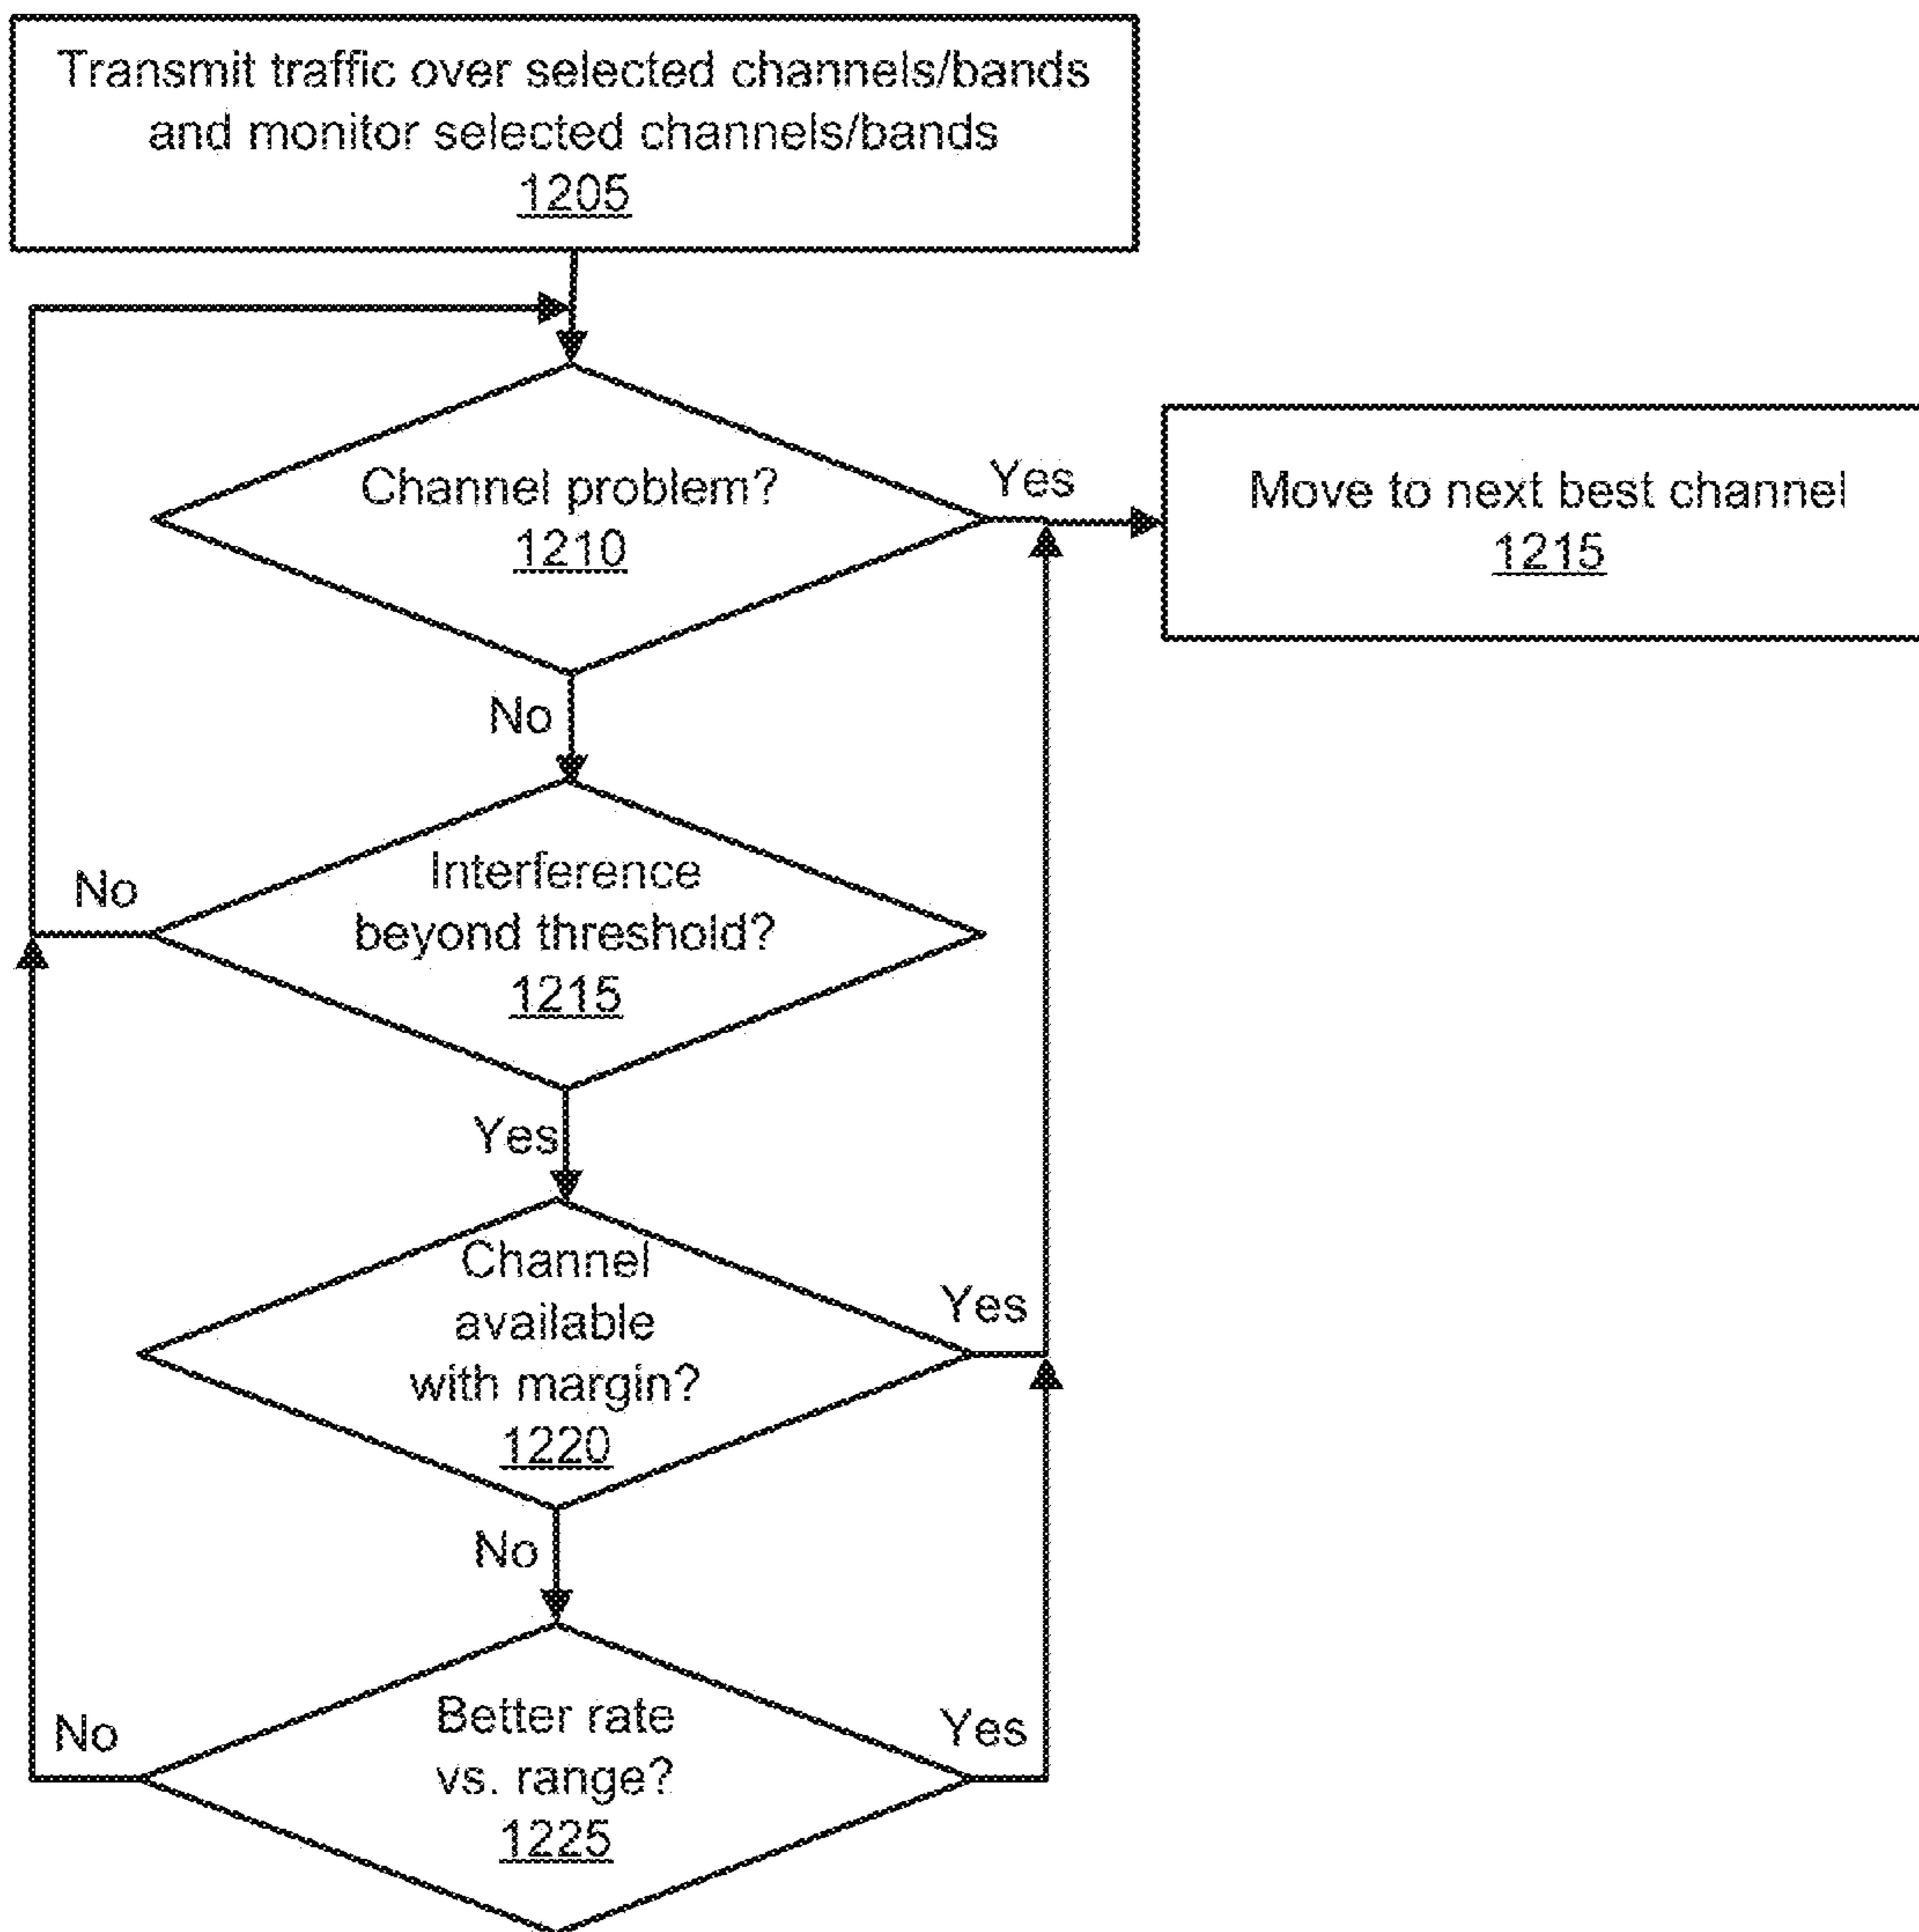 Transmit traffic over selected channels/bands
and monitor selected channels/bands
1205
Channel problem?
1210
Yes
Move to next best channel
1215
No
Interference
beyond threshold?
1215
No
Yes
Channel
available
with margin?
1220
Yes
No
Better rate
vs. range?
1225
No
Yes